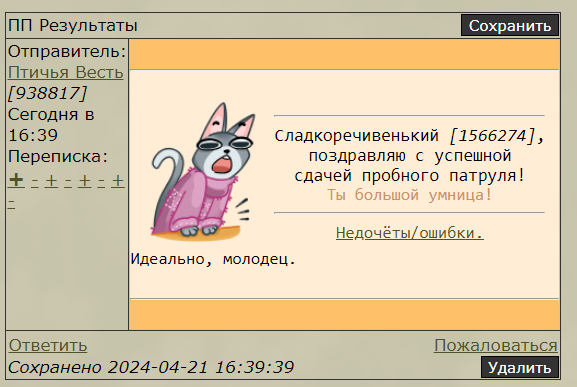 ПП Результаты
Сохранить
Отправитель:
Птичья Весть
[938817]
Сегодня в
16:39
Переписка:
+ - + - + - +
-
Сладкоречивенький [1566274],
поздравляю с успешной
сдачей пробного патруля!
Ты большой умница!
Недочёты/ошибки.
Идеально, молодец.
Ответить
Пожаловаться
Сохранено 2024-04-21 16:39:39
Удалить